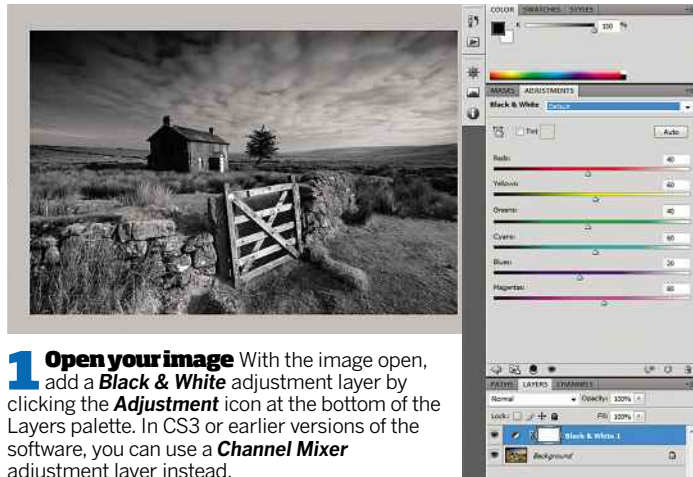 COLOR SWATCHES STYLES
K 100 %
MASKS ADJUSTMENTS
Black & White Default
Tint Auto
Reds: 40
Yellows: 60
Greens: 40
Cyans: 60
Blues: 20
Magentas: 80
PATHS LAYERS CHANNELS
Normal Opacity: 100%
Lock: Fill: 100%
Black & White 1
Background
1 Open your image With the image open,
add a Black & White adjustment layer by
clicking the Adjustment icon at the bottom of the
Layers palette. In CS3 or earlier versions of the
software, you can use a Channel Mixer
adjustment layer instead.